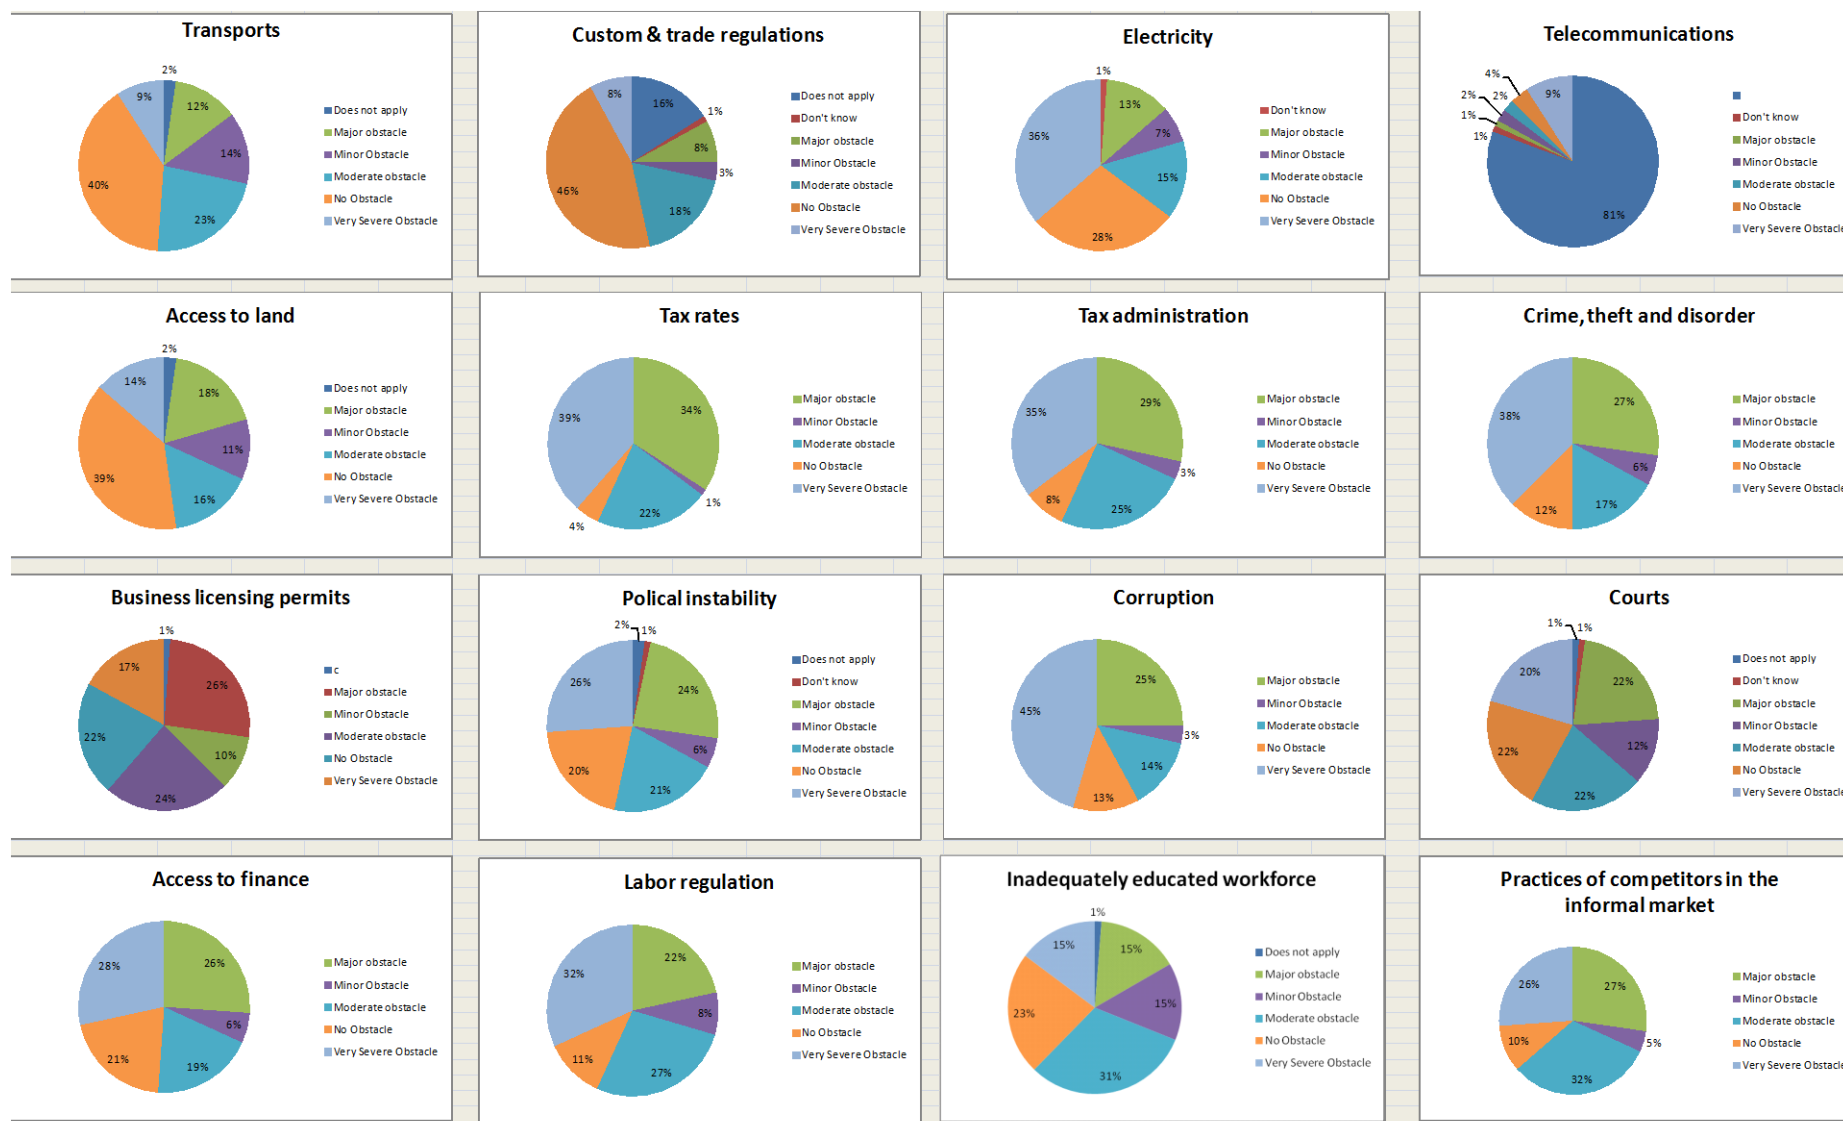 Transports
2%
12%
14%
23%
40%
9%
Does not apply
Major obstacle
Minor Obstacle
Moderate obstacle
No Obstacle
Very Severe Obstacle
Custom & trade regulations
16%
1%
8%
3%
18%
46%
8%
Does not apply
Don't know
Major obstacle
Minor Obstacle
Moderate obstacle
No Obstacle
Very Severe Obstacle
Electricity
1%
13%
7%
15%
28%
36%
Don't know
Major obstacle
Minor Obstacle
Moderate obstacle
No Obstacle
Very Severe Obstacle
Telecommunications
81%
1%
1%
2%
2%
4%
9%
Don't know
Major obstacle
Minor Obstacle
Moderate obstacle
No Obstacle
Very Severe Obstacle
Access to land
2%
18%
11%
16%
39%
14%
Does not apply
Major obstacle
Minor Obstacle
Moderate obstacle
No Obstacle
Very Severe Obstacle
Tax rates
34%
1%
22%
4%
39%
Major obstacle
Minor Obstacle
Moderate obstacle
No Obstacle
Very Severe Obstacle
Tax administration
29%
3%
25%
8%
35%
Major obstacle
Minor Obstacle
Moderate obstacle
No Obstacle
Very Severe Obstacle
Crime, theft and disorder
27%
6%
17%
12%
38%
Major obstacle
Minor Obstacle
Moderate obstacle
No Obstacle
Very Severe Obstacle
Business licensing permits
1%
26%
10%
24%
22%
17%
c
Major obstacle
Minor Obstacle
Moderate obstacle
No Obstacle
Very Severe Obstacle
Polical instability
2%
1%
24%
6%
21%
20%
26%
Does not apply
Don't know
Major obstacle
Minor Obstacle
Moderate obstacle
No Obstacle
Very Severe Obstacle
Corruption
25%
3%
14%
13%
45%
Major obstacle
Minor Obstacle
Moderate obstacle
No Obstacle
Very Severe Obstacle
Courts
1%
1%
22%
12%
22%
22%
20%
Does not apply
Don't know
Major obstacle
Minor Obstacle
Moderate obstacle
No Obstacle
Very Severe Obstacle
Access to finance
26%
6%
19%
21%
28%
Major obstacle
Minor Obstacle
Moderate obstacle
No Obstacle
Very Severe Obstacle
Labor regulation
22%
8%
27%
11%
32%
Major obstacle
Minor Obstacle
Moderate obstacle
No Obstacle
Very Severe Obstacle
Inadequately educated workforce
1%
15%
15%
31%
23%
15%
Does not apply
Major obstacle
Minor Obstacle
Moderate obstacle
No Obstacle
Very Severe Obstacle
Practices of competitors in the
informal market
27%
5%
32%
10%
26%
Major obstacle
Minor Obstacle
Moderate obstacle
No Obstacle
Very Severe Obstacle